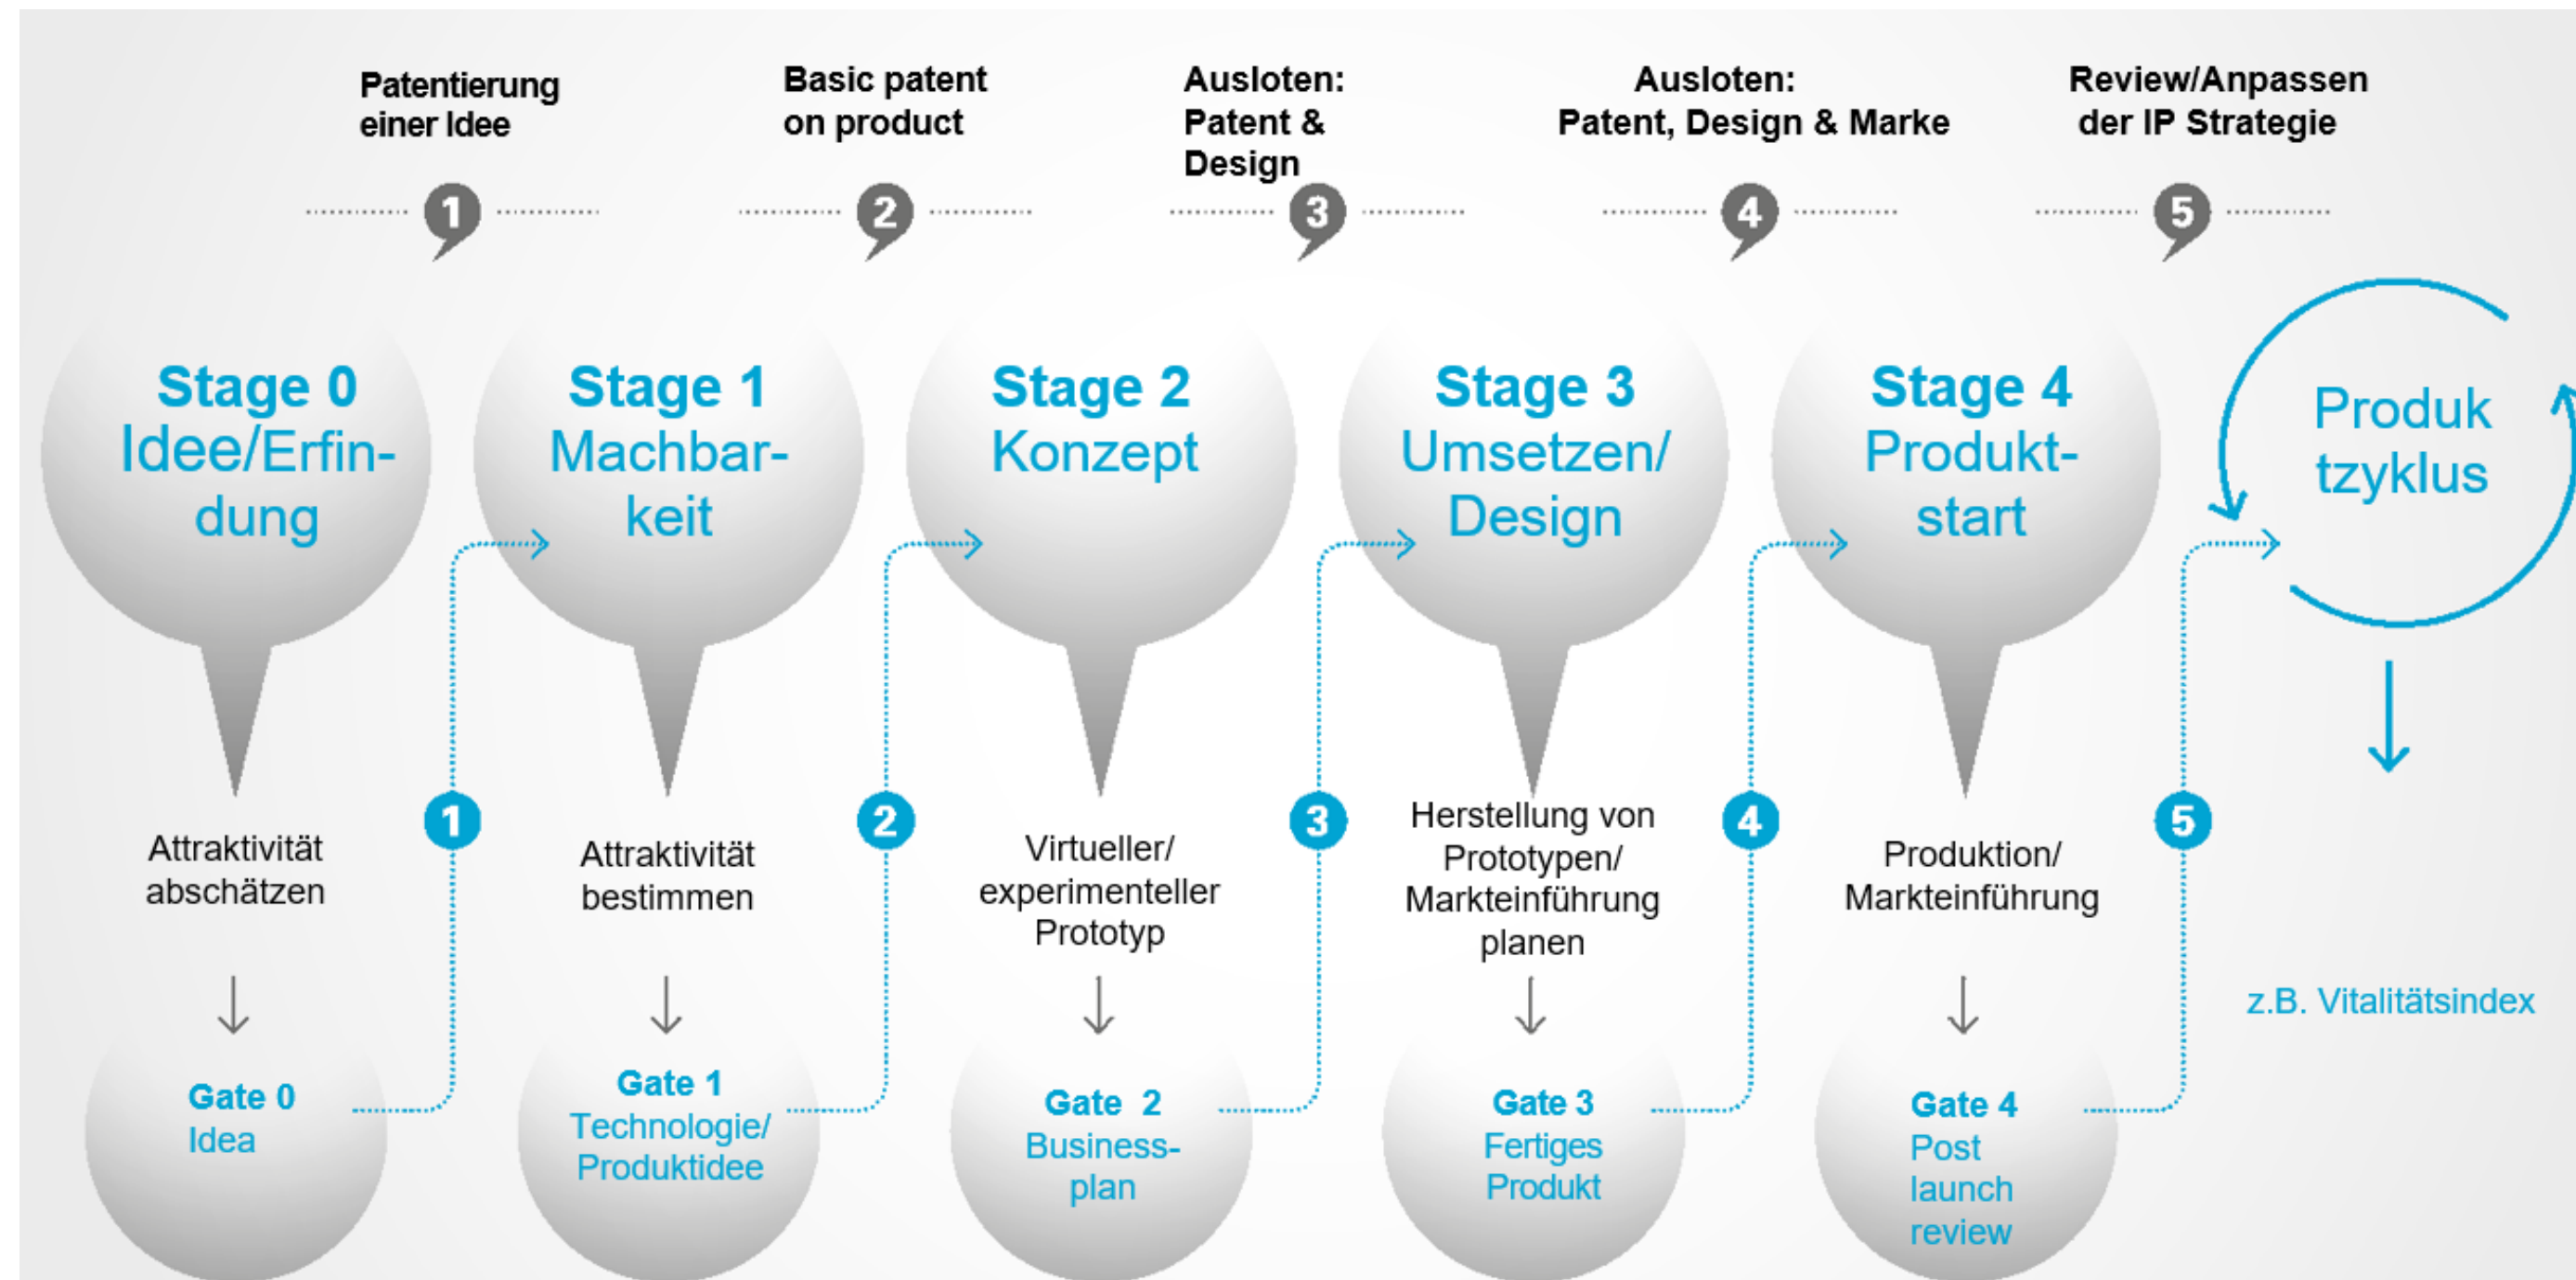 Patentierung
einer Idee
Basic patent
on product
Ausloten:
Patent &
Design
Ausloten:
Patent, Design & Marke
Review/Anpassen
der IP Strategie
1
2
3
4
5
Stage 0
Idee/Erfin-
dung
Stage 1
Machbar-
keit
Stage 2
Konzept
Stage 3
Umsetzen/
Design
Stage 4
Produkt-
start
Produk
tzyklus
Attraktivität
abschätzen
1
Attraktivität
bestimmen
2
Virtueller/
experimenteller
Prototyp
3
Herstellung von
Prototypen/
Markteinführung
planen
4
Produktion/
Markteinführung
5
z.B. Vitalitätsindex
Gate 0
Idea
Gate 1
Technologie/
Produktidee
Gate 2
Business-
plan
Gate 3
Fertiges
Produkt
Gate 4
Post
launch
review